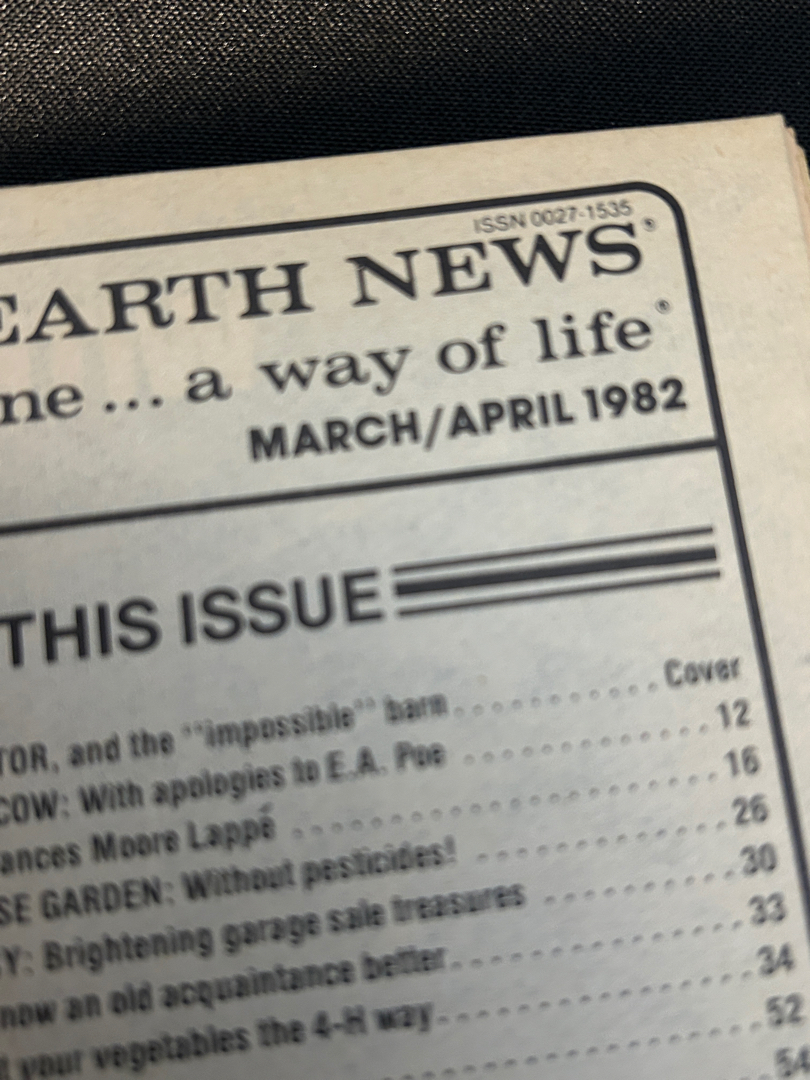 ISSN 0027-1535
EARTH NEWS®
ne ... a way of life®
MARCH/APRIL 1982
THIS ISSUE
TOR, and the "impossible" barn . . . . . . . . . . . Cover
COW: With apologies to E.A. Poe . . . . . . . . . . . . . 12
ances Moore Lappé . . . . . . . . . . . . . . . . . . . . . 16
SE GARDEN: Without pesticides! . . . . . . . . . . . . 26
Y: Brightening garage sale treasures . . . . . . . . . . 30
now an old acquaintance better . . . . . . . . . . . . . . 33
your vegetables the 4-H way . . . . . . . . . . . . . . . 34
52
54